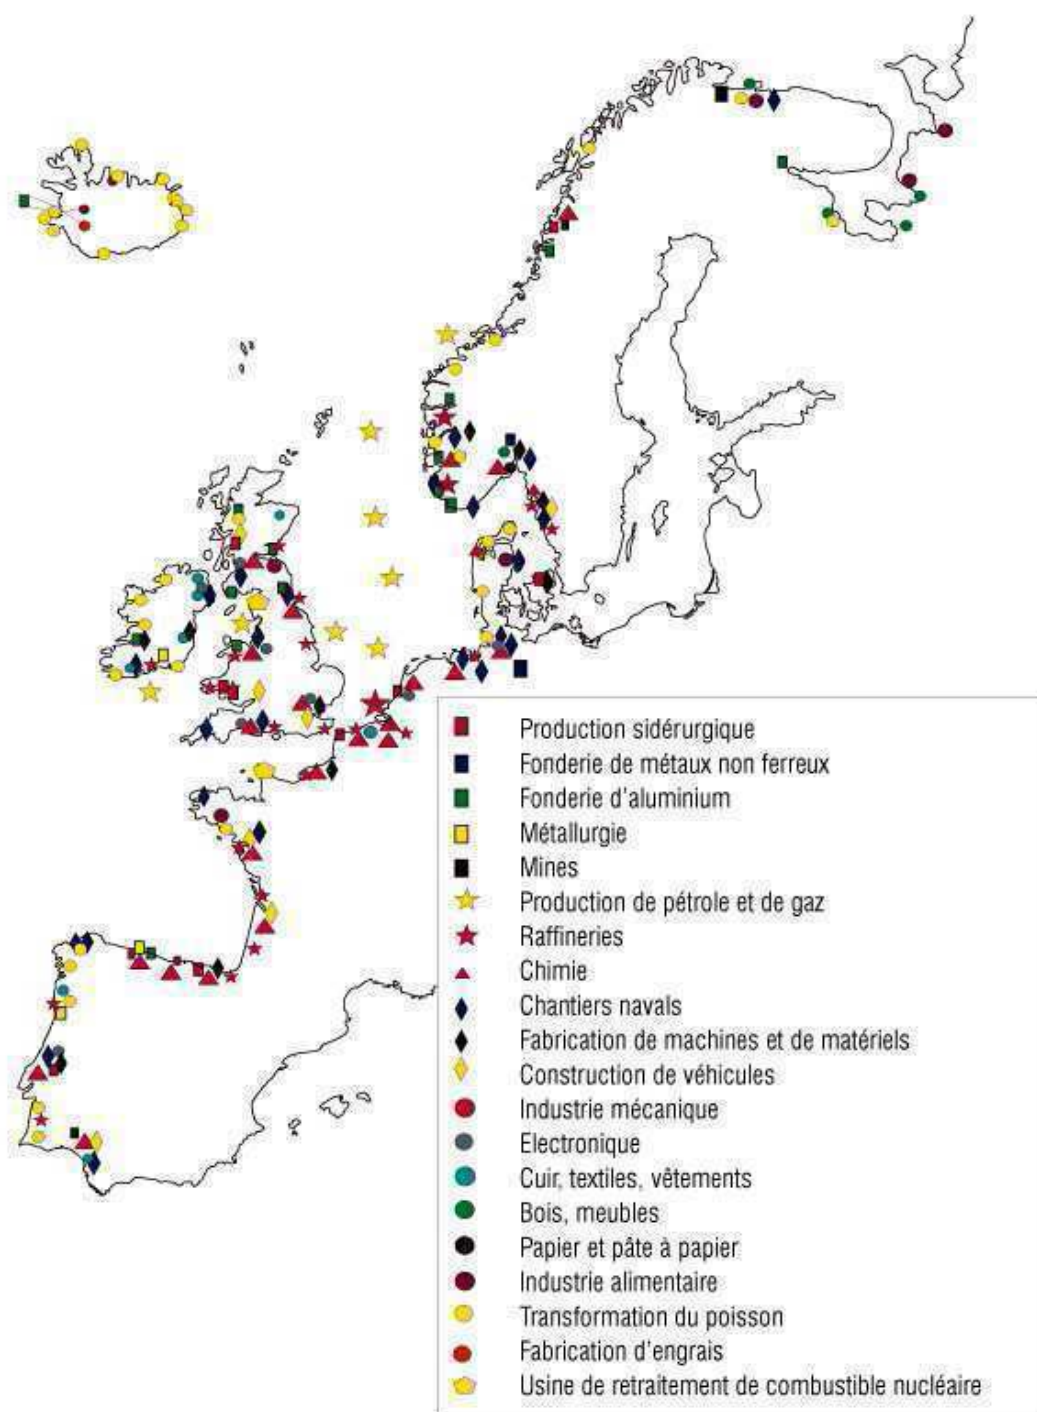 Production sidérurgique
Fonderie de métaux non ferreux
Fonderie d'aluminium
Métallurgie
Mines
Production de pétrole et de gaz
Raffineries
Chimie
Chantiers navals
Fabrication de machines et de matériels
Construction de véhicules
Industrie mécanique
Electronique
Cuir, textiles, vêtements
Bois, meubles
Papier et pâte à papier
Industrie alimentaire
Transformation du poisson
Fabrication d'engrais
Usine de retraitement de combustible nucléaire